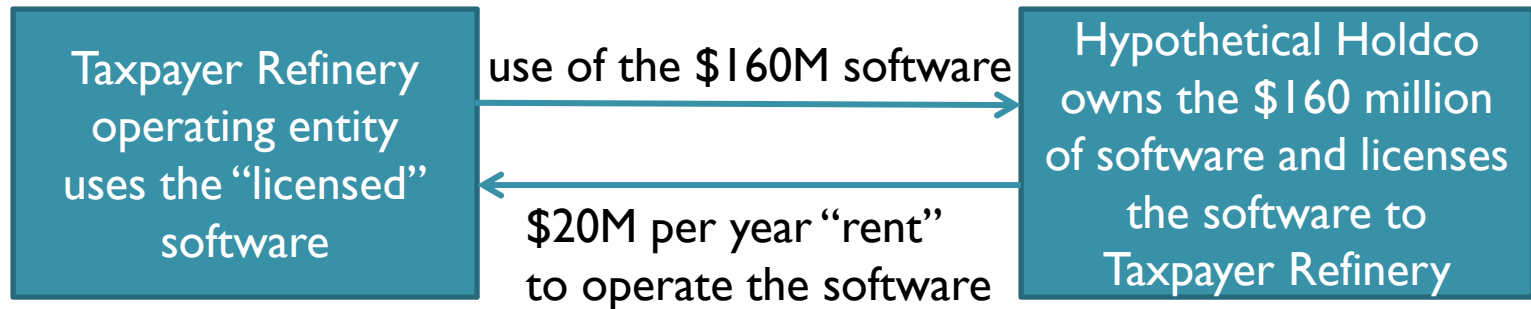 Taxpayer Refinery
operating entity
uses the “licensed”
software
use of the $160M software
$20M per year “rent”
to operate the software
Hypothetical Holdco
owns the $160 million
of software and licenses
the software to
Taxpayer Refinery